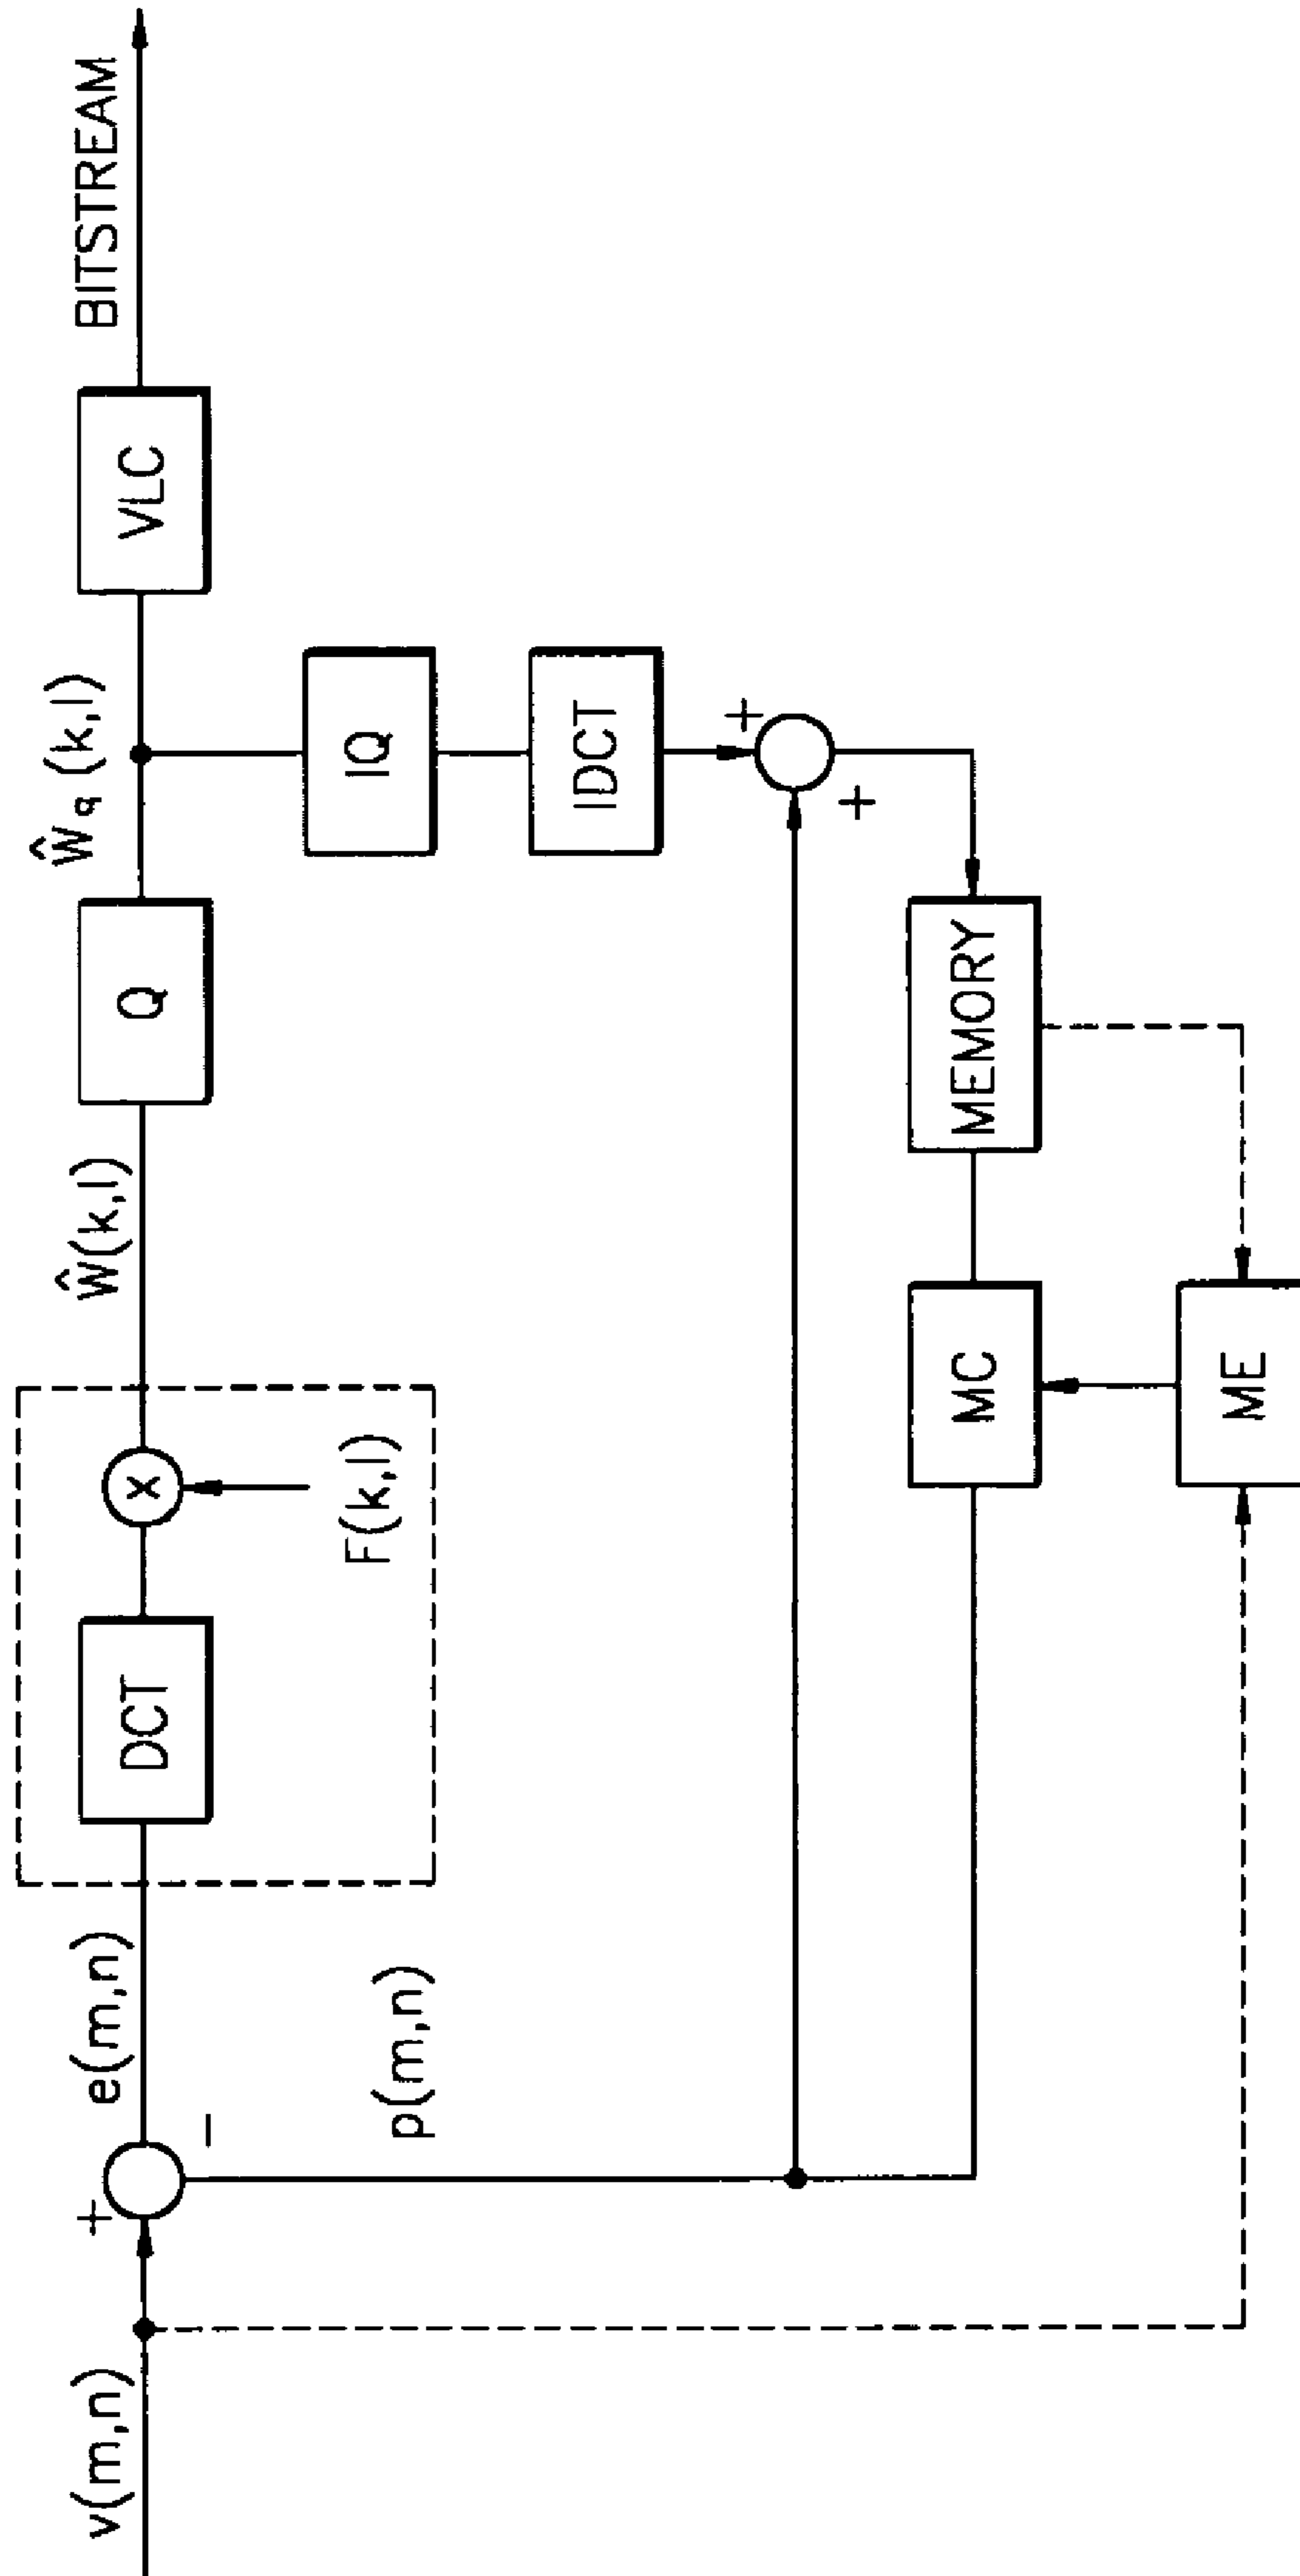 v(m,n)
+
−
e(m,n)
p(m,n)
DCT
x
F(k,l)
Ŵ(k,l)
Q
Ŵq(k,l)
VLC
BITSTREAM
IQ
IDCT
+
+
MEMORY
MC
ME